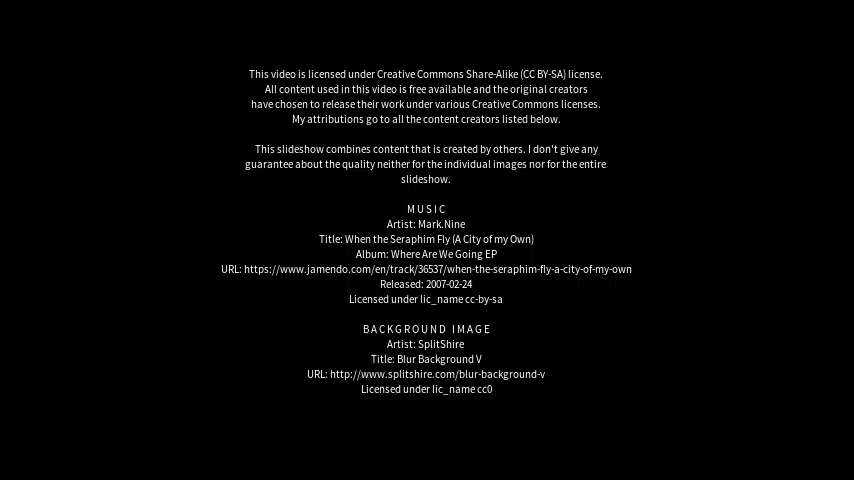 This video is licensed under Creative Commons Share-Alike (CC BY-SA) license.
All content used in this video is free available and the original creators
have chosen to release their work under various Creative Commons licenses.
My attributions go to all the content creators listed below.
This slideshow combines content that is created by others. I don't give any
guarantee about the quality neither for the individual images nor for the entire
slideshow.
MUSIC
Artist: Mark.Nine
Title: When the Seraphim Fly (A City of my Own)
Album: Where Are We Going EP
URL: https://www.jamendo.com/en/track/36537/when-the-seraphim-fly-a-city-of-my-own
Released: 2007-02-24
Licensed under lic_name cc-by-sa
BACKGROUND IMAGE
Artist: SplitShire
Title: Blur Background V
URL: http://www.splitshire.com/blur-background-v
Licensed under lic_name cc0